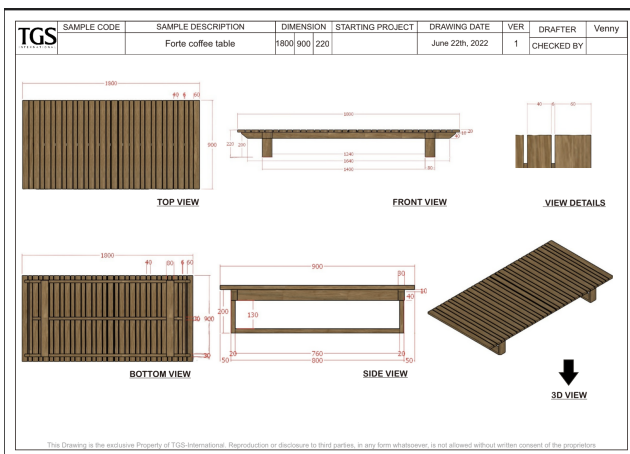 TGS
INTERNATIONAL
SAMPLE CODE SAMPLE DESCRIPTION DIMENSION STARTING PROJECT DRAWING DATE VER DRAFTER Venny
Forte coffee table 1800 900 220 June 22th, 2022 1 CHECKED BY
1800
40 6 60
900
TOP VIEW
1800
220 200
1240
1640
1400
80
FRONT VIEW
40 6 60
VIEW DETAILS
1800
40 80 6 60
900
BOTTOM VIEW
900
200
130
40
20 760 20
50 800 50
SIDE VIEW
3D VIEW
This Drawing is the exclusive Property of TGS-International. Reproduction or disclosure to third parties, in any form whatsoever, is not allowed without written consent of the proprietors